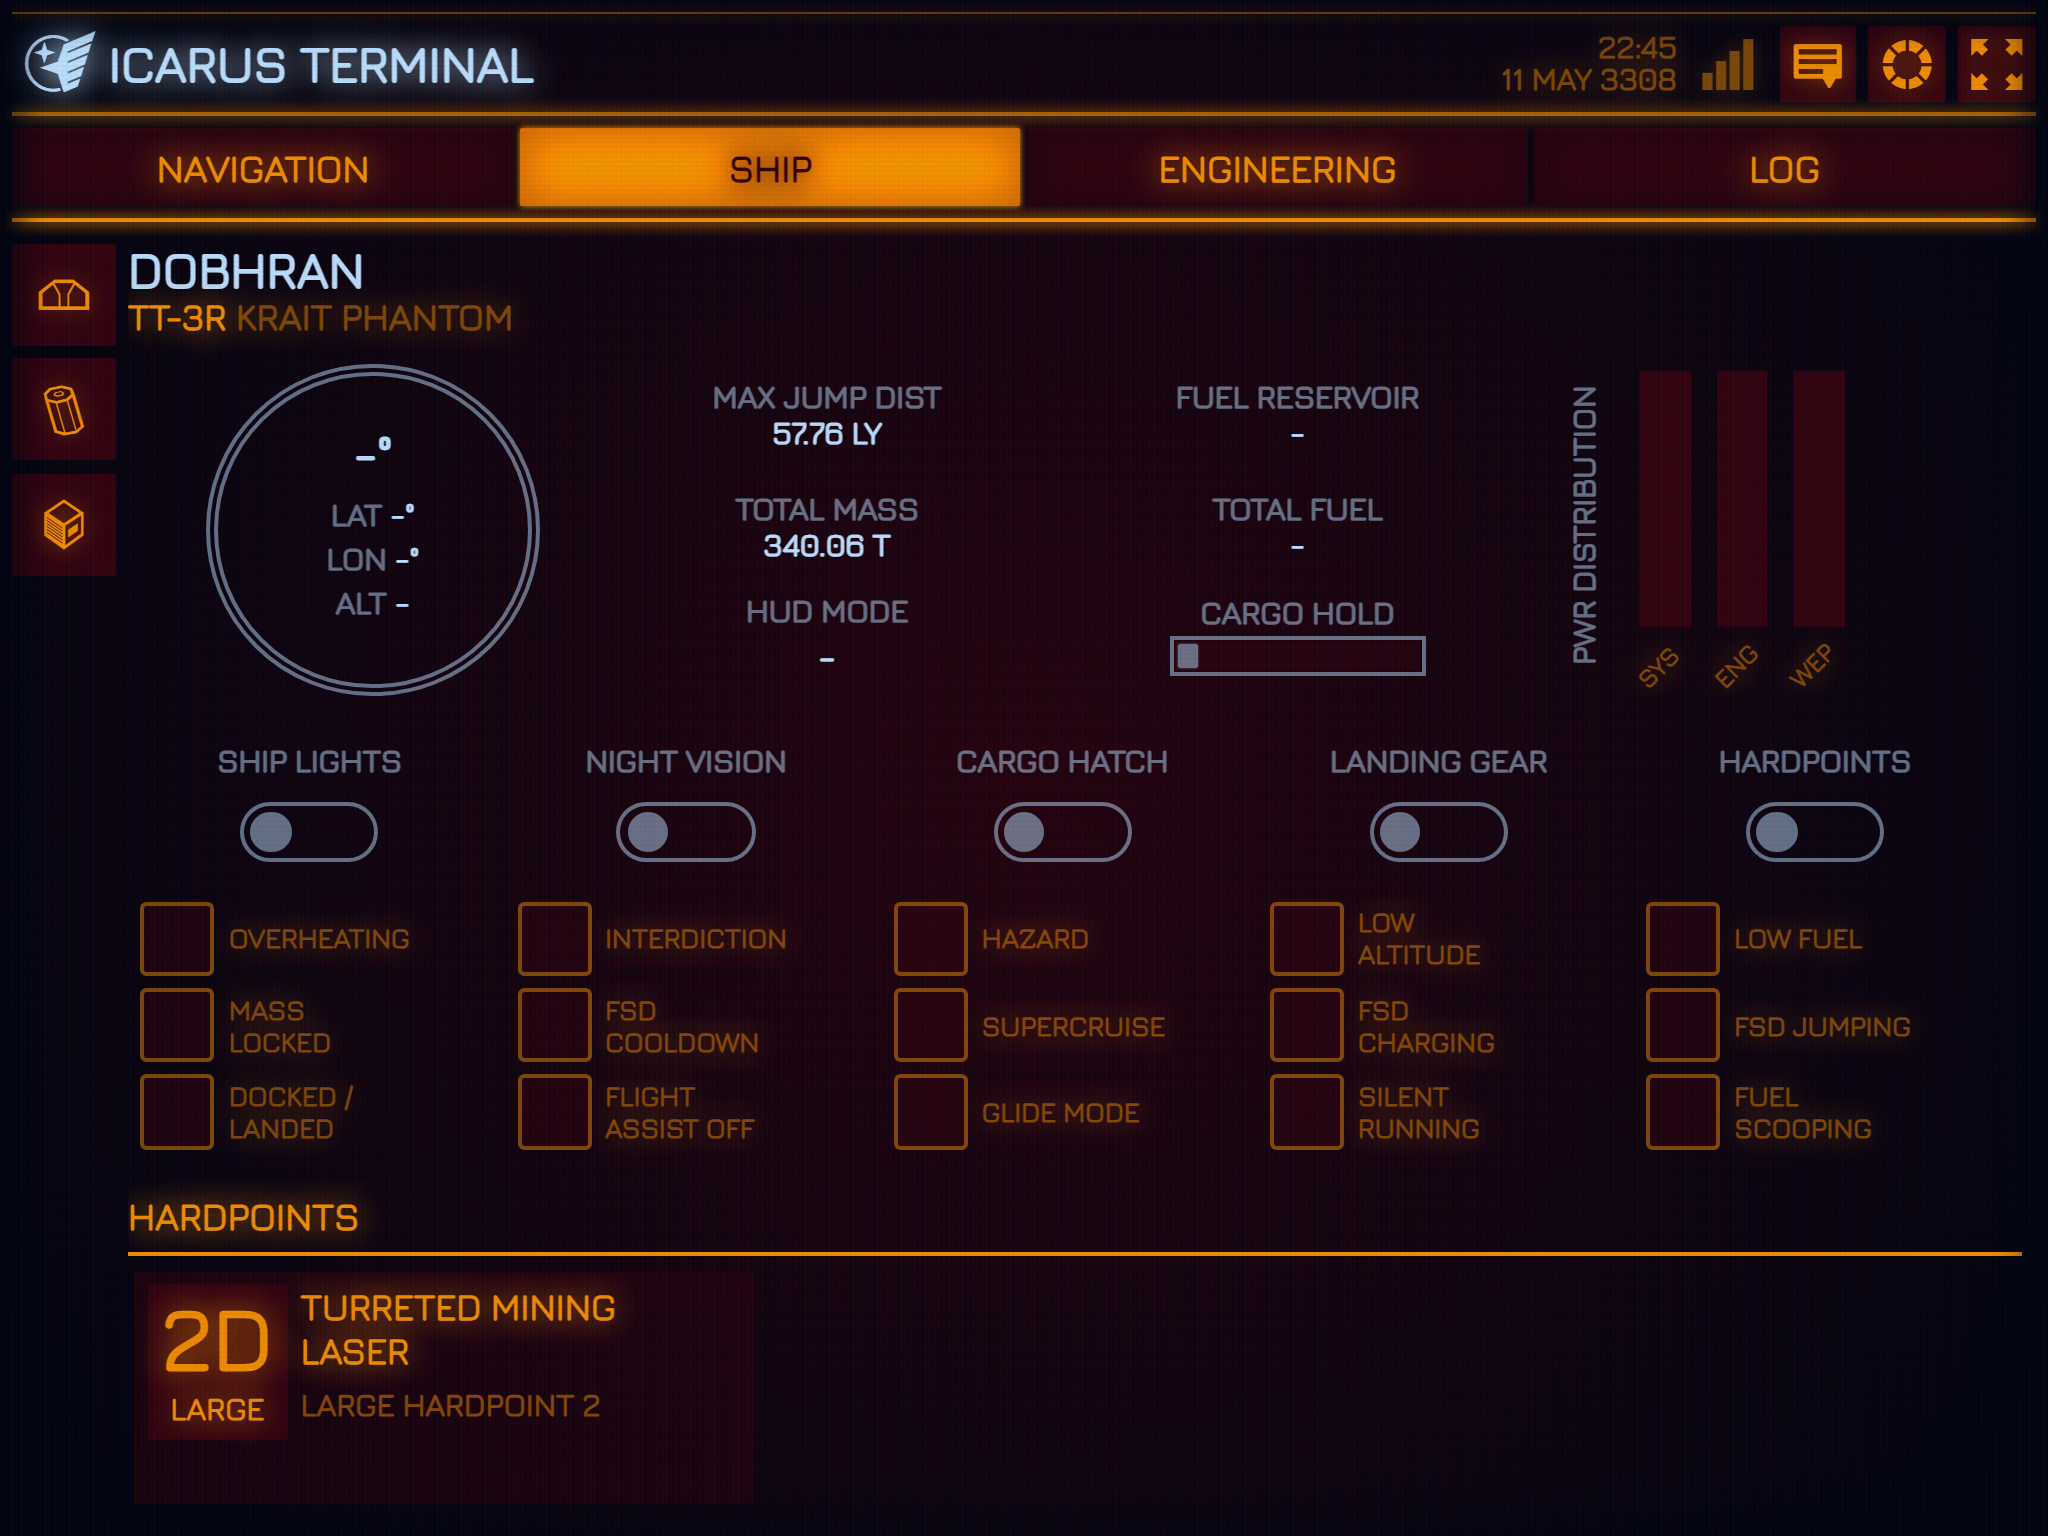 ICARUS TERMINAL
22:45
11 MAY 3308
NAVIGATION
SHIP
ENGINEERING
LOG
DOBHRAN
TT-3R KRAIT PHANTOM
-°
LAT -°
LON -°
ALT -
MAX JUMP DIST
57.76 LY
TOTAL MASS
340.06 T
HUD MODE
-
FUEL RESERVOIR
-
TOTAL FUEL
-
CARGO HOLD
PWR DISTRIBUTION
SYS
ENG
WEP
SHIP LIGHTS
NIGHT VISION
CARGO HATCH
LANDING GEAR
HARDPOINTS
OVERHEATING
INTERDICTION
HAZARD
LOW
ALTITUDE
LOW FUEL
MASS
LOCKED
FSD
COOLDOWN
SUPERCRUISE
FSD
CHARGING
FSD JUMPING
DOCKED /
LANDED
FLIGHT
ASSIST OFF
GLIDE MODE
SILENT
RUNNING
FUEL
SCOOPING
HARDPOINTS
2D
LARGE
TURRETED MINING
LASER
LARGE HARDPOINT 2